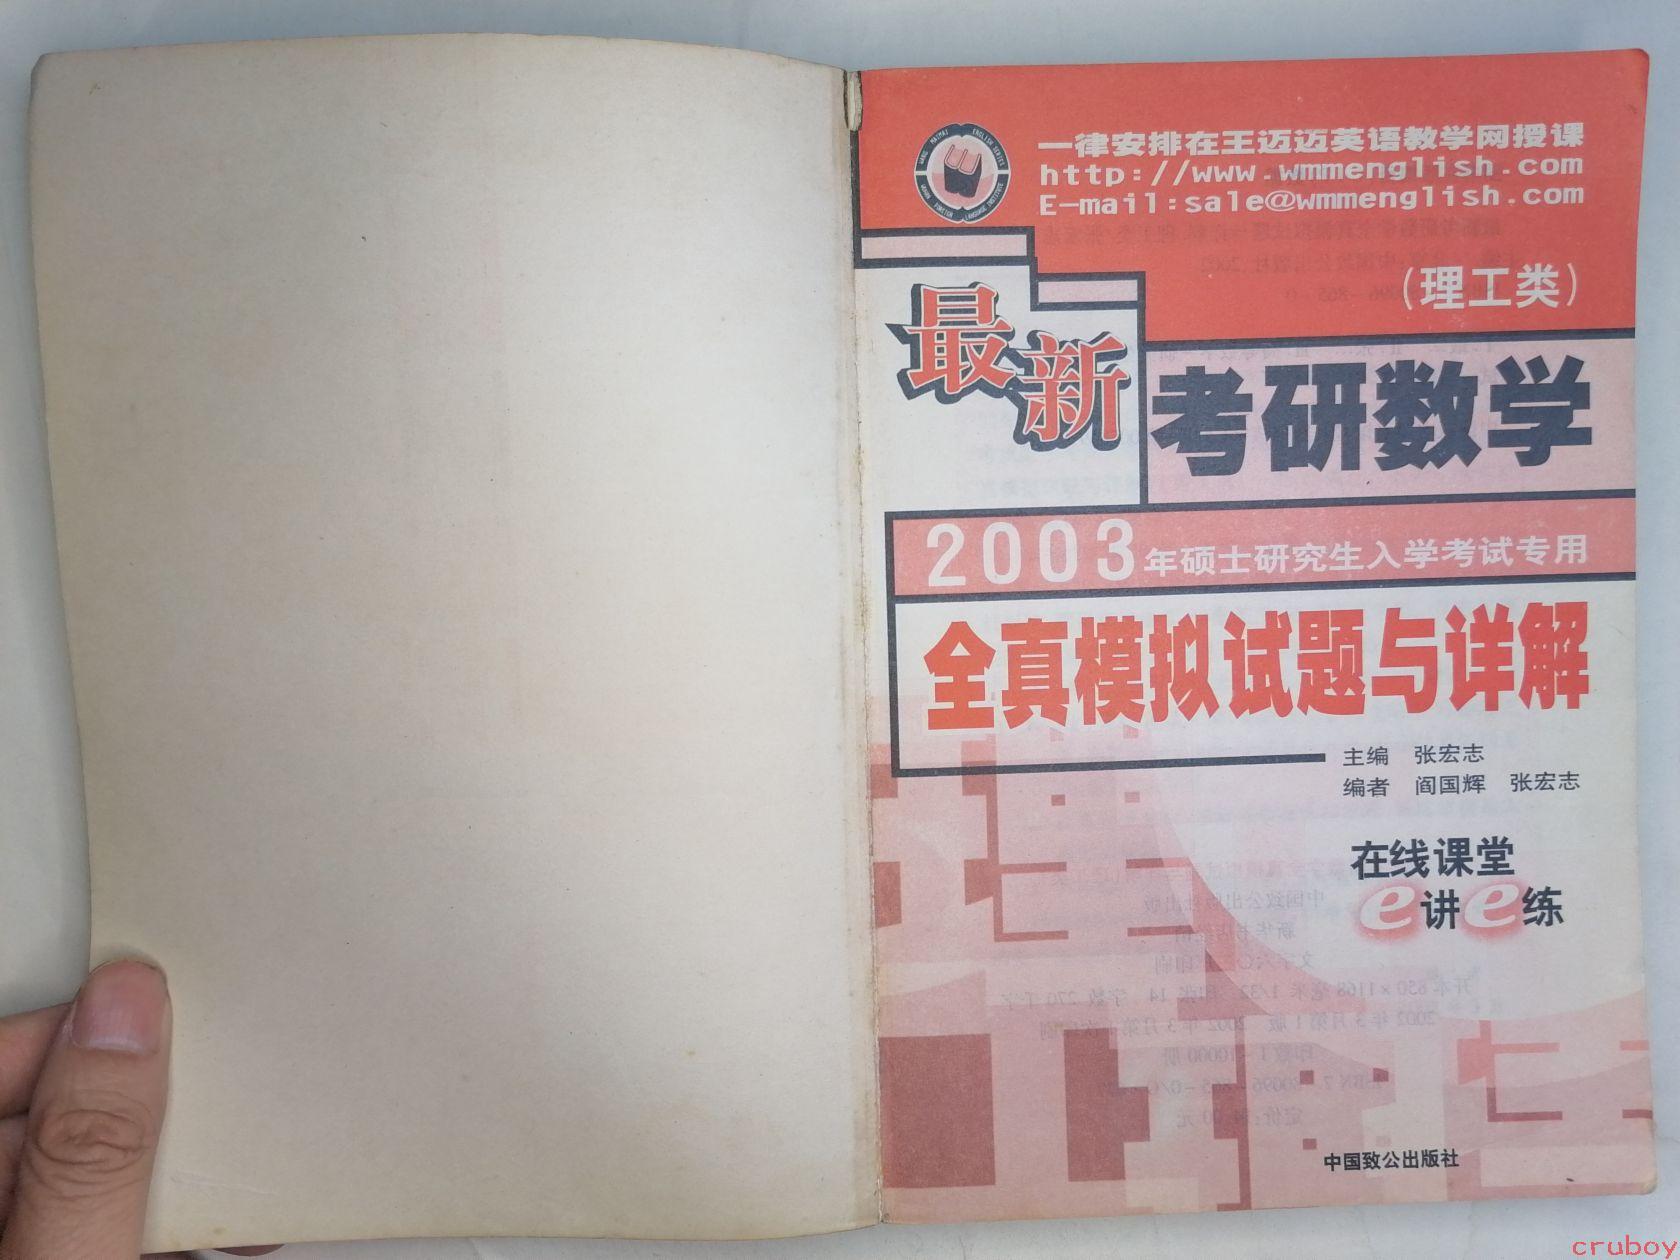 一律安排在王迈迈英语教学网授课
http://www.wmmenglish.com
E-mail:sale@wmmenglish.com
(理工类)
最新
考研数学
2003年硕士研究生入学考试专用
全真模拟试题与详解
主编 张宏志
编者 阎国辉 张宏志
在线课堂
e讲e练
中国致公出版社
cruboy